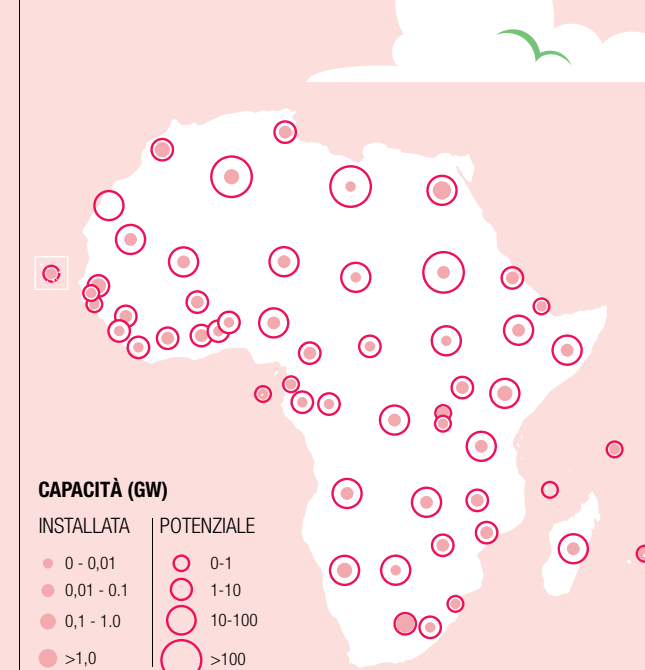 CAPACITÀ (GW)
INSTALLATA POTENZIALE
0 - 0,01 0-1
0,01 - 0.1 1-10
0,1 - 1.0 10-100
>1,0 >100